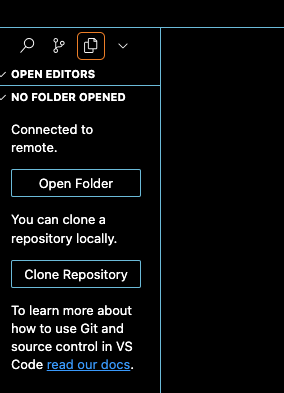 OPEN EDITORS
NO FOLDER OPENED
Connected to
remote.
Open Folder
You can clone a
repository locally.
Clone Repository
To learn more about
how to use Git and
source control in VS
Code read our docs.